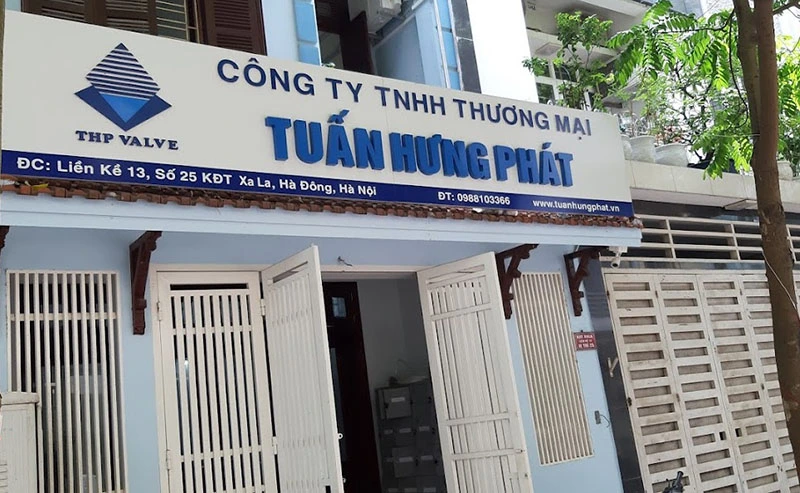 CÔNG TY TNHH THƯƠNG MẠI
TUẤN HƯNG PHÁT
THP VALVE
ĐC: Liền Kề 13, Số 25 KĐT Xa La, Hà Đông, Hà Nội ĐT: 0988103366 www.tuanhungphat.vn